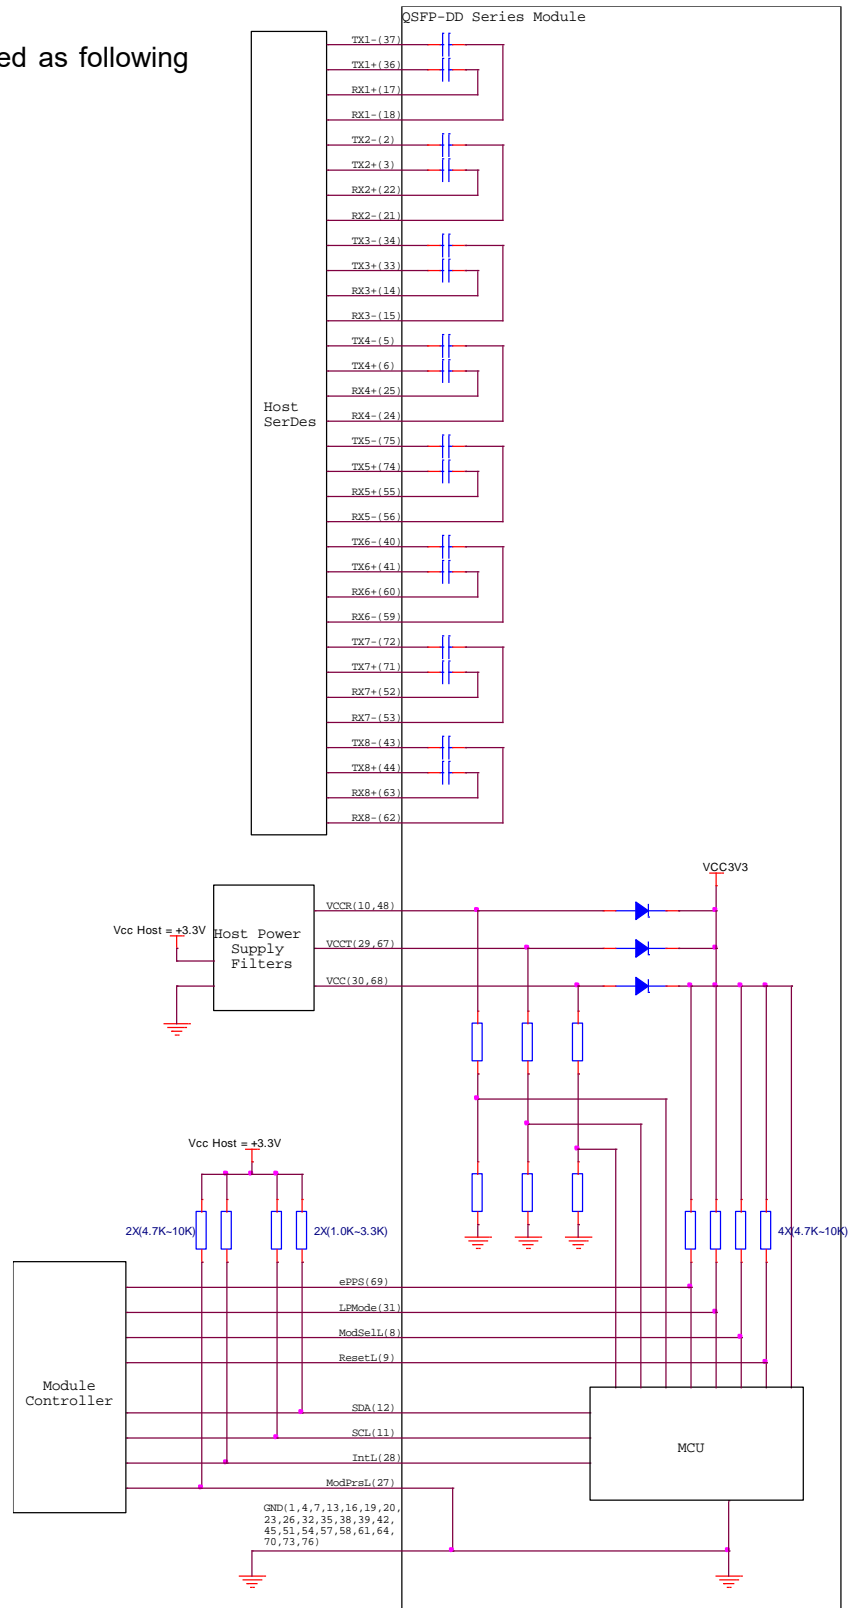 QSFP-DD Series Module
ed as following
TX1-(37)
TX1+(36)
RX1+(17)
RX1-(18)
TX2-(2)
TX2+(3)
RX2+(22)
RX2-(21)
TX3-(34)
TX3+(33)
RX3+(14)
RX3-(15)
TX4-(5)
TX4+(6)
RX4+(25)
RX4-(24)
Host
SerDes
TX5-(75)
TX5+(74)
RX5+(55)
RX5-(56)
TX6-(40)
TX6+(41)
RX6+(60)
RX6-(59)
TX7-(72)
TX7+(71)
RX7+(52)
RX7-(53)
TX8-(43)
TX8+(44)
RX8+(63)
RX8-(62)
VCC3V3
VCCR(10,48)
Vcc Host = +3.3V
Host Power
Supply
Filters
VCCT(29,67)
VCC(30,68)
Vcc Host = +3.3V
2X(4.7K~10K)
2X(1.0K~3.3K)
4X(4.7K~10K)
ePPS(69)
LPMode(31)
ModSelL(8)
ResetL(9)
Module
Controller
SDA(12)
SCL(11)
IntL(28)
ModPrsL(27)
MCU
GND(1,4,7,13,16,19,20,
23,26,32,35,38,39,42,
45,51,54,57,58,61,64,
70,73,76)